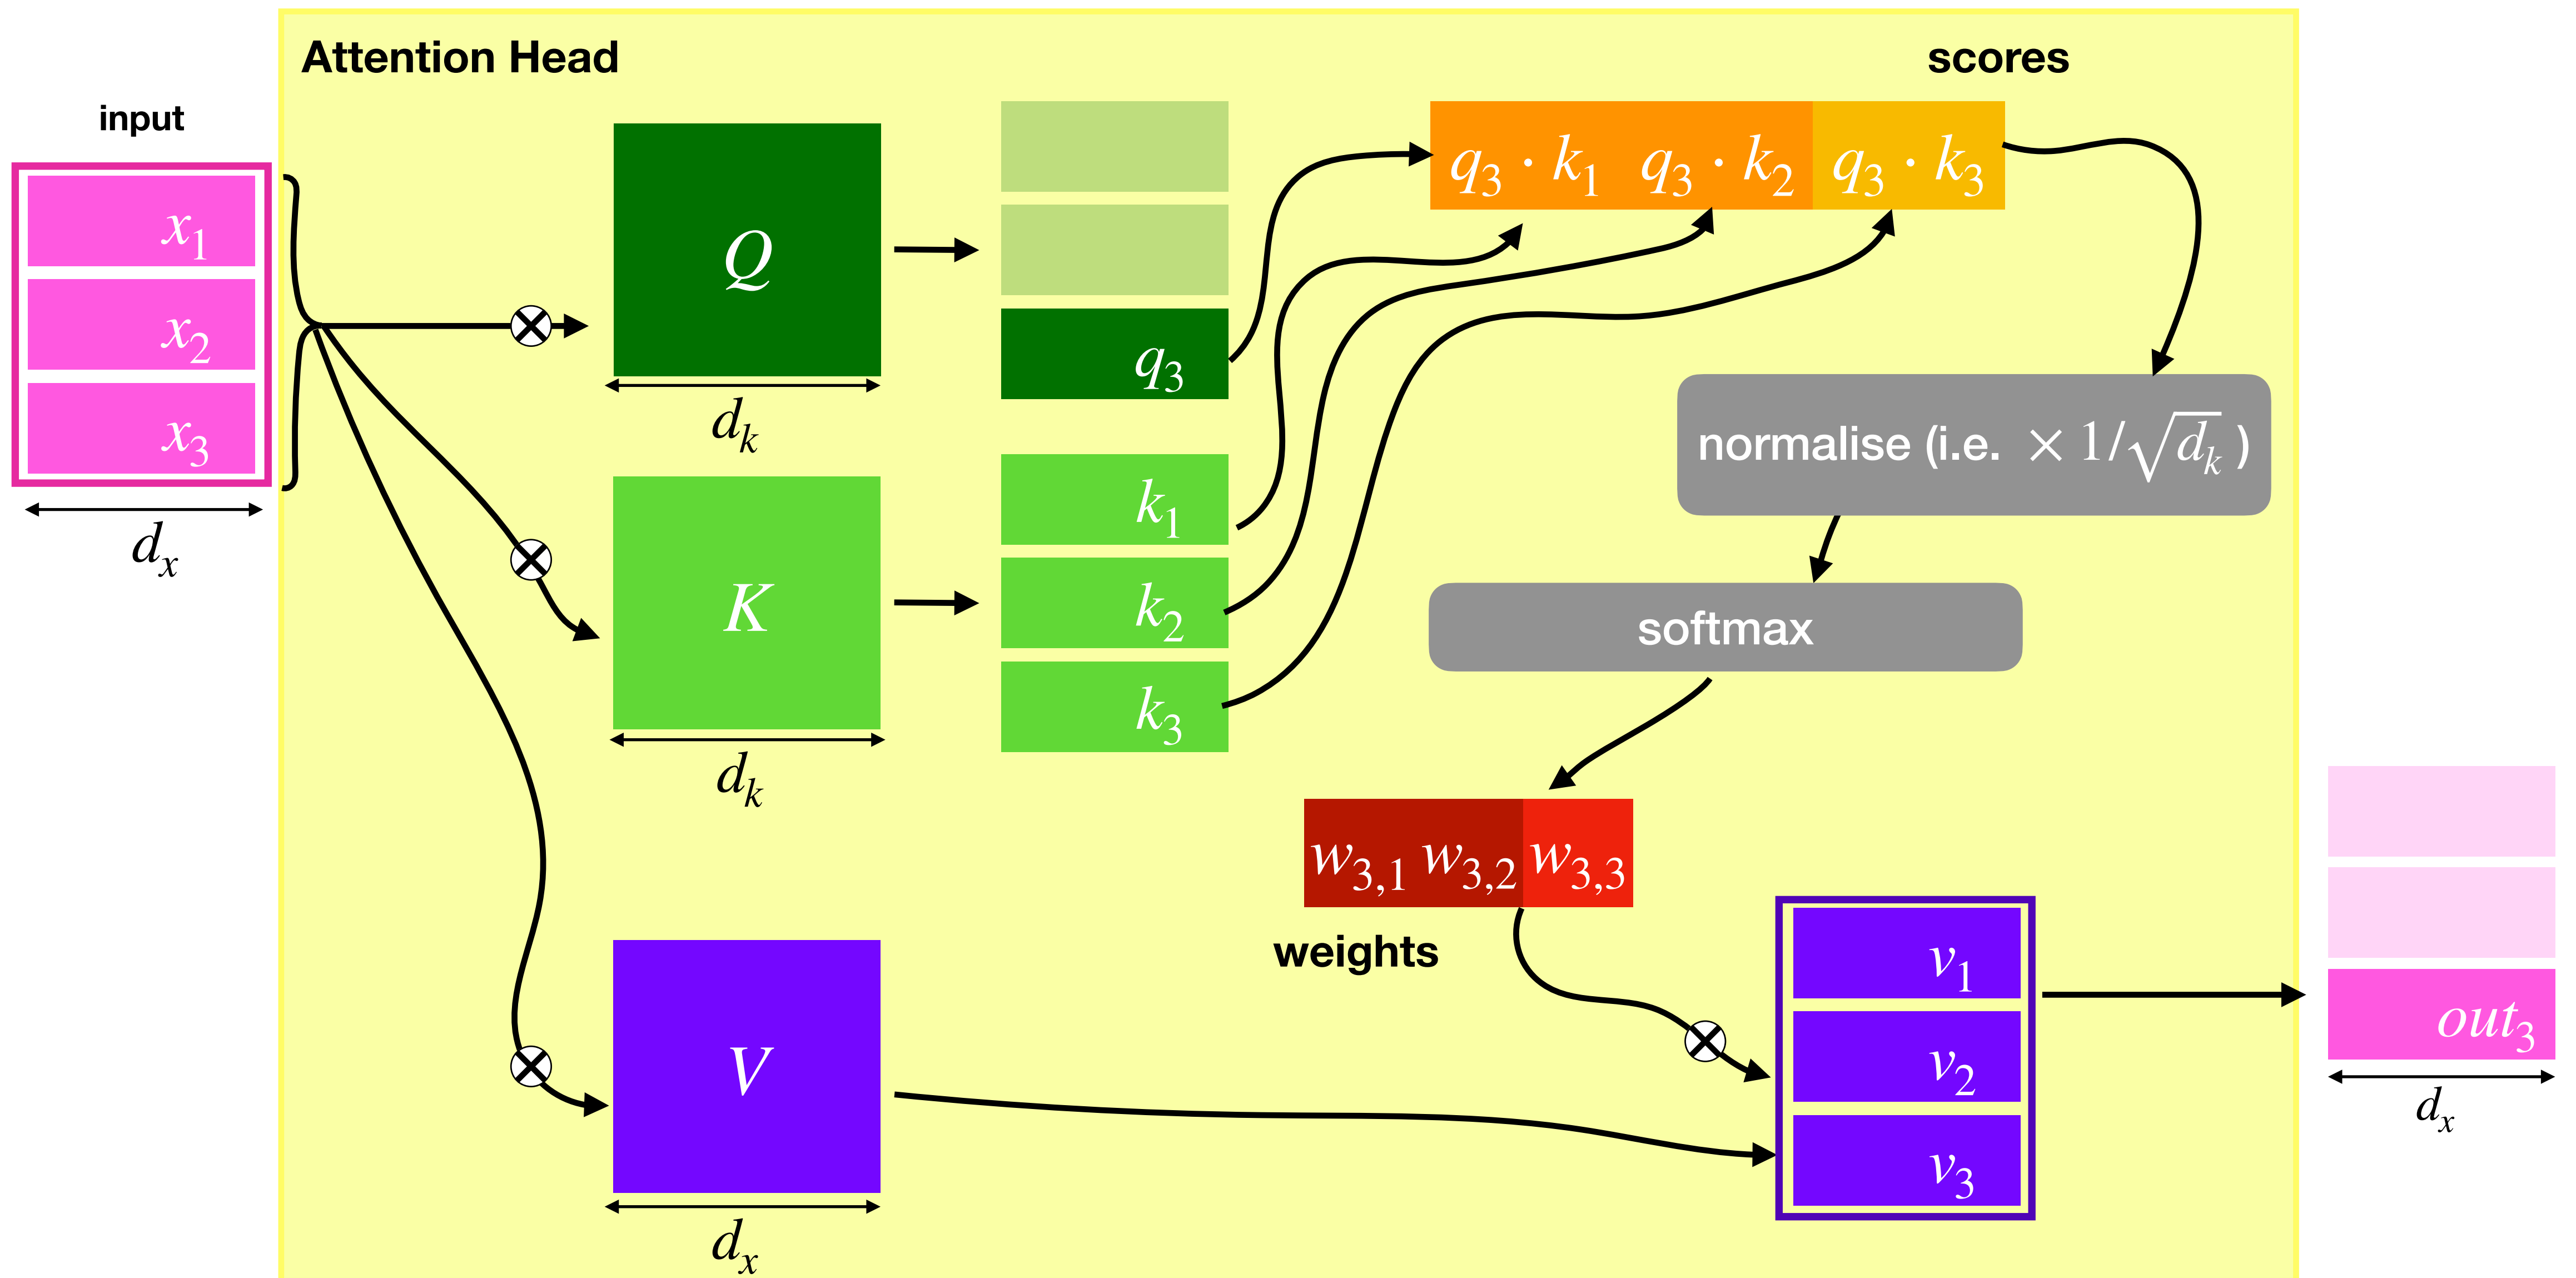 Attention Head
scores
input
x₁
x₂
x₃
dₓ
Q
dₖ
q₃
q₃ · k₁ q₃ · k₂ q₃ · k₃
K
dₖ
k₁
k₂
k₃
normalise (i.e. × 1/√dₖ )
softmax
w₃,₁ w₃,₂ w₃,₃
weights
V
dₓ
v₁
v₂
v₃
out₃
dₓ